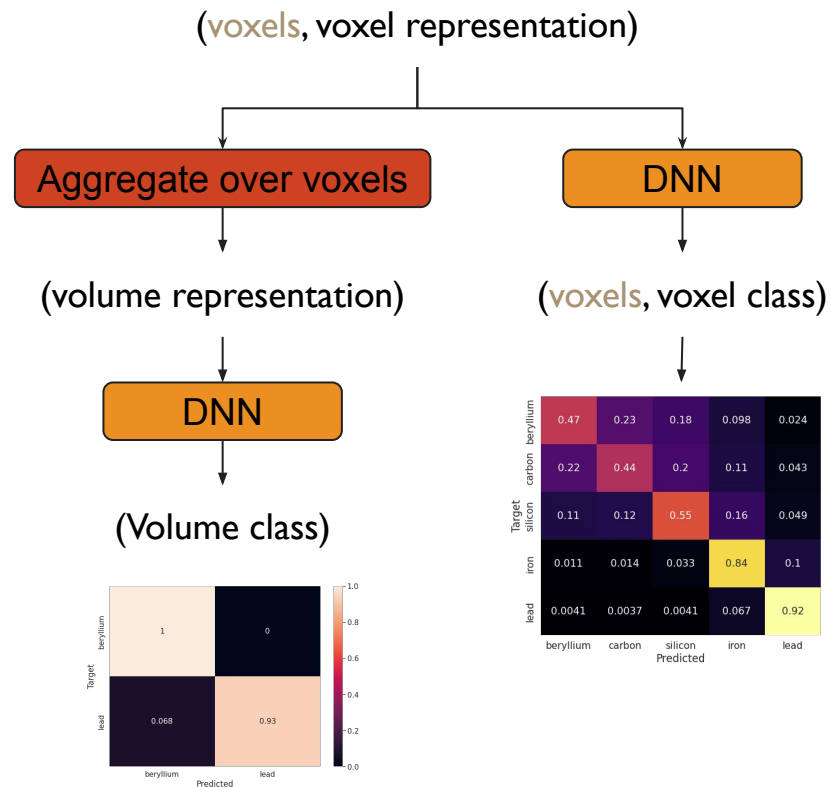 (voxels, voxel representation)
Aggregate over voxels
DNN
(volume representation)
(voxels, voxel class)
DNN
(Volume class)
Target
beryllium
1
0
lead
0.068
0.93
beryllium
lead
Predicted
1.0
0.8
0.6
0.4
0.2
0.0
Target
beryllium
0.47
0.23
0.18
0.098
0.024
carbon
0.22
0.44
0.2
0.11
0.043
silicon
0.11
0.12
0.55
0.16
0.049
iron
0.011
0.014
0.033
0.84
0.1
lead
0.0041
0.0037
0.0041
0.067
0.92
beryllium
carbon
silicon
iron
lead
Predicted